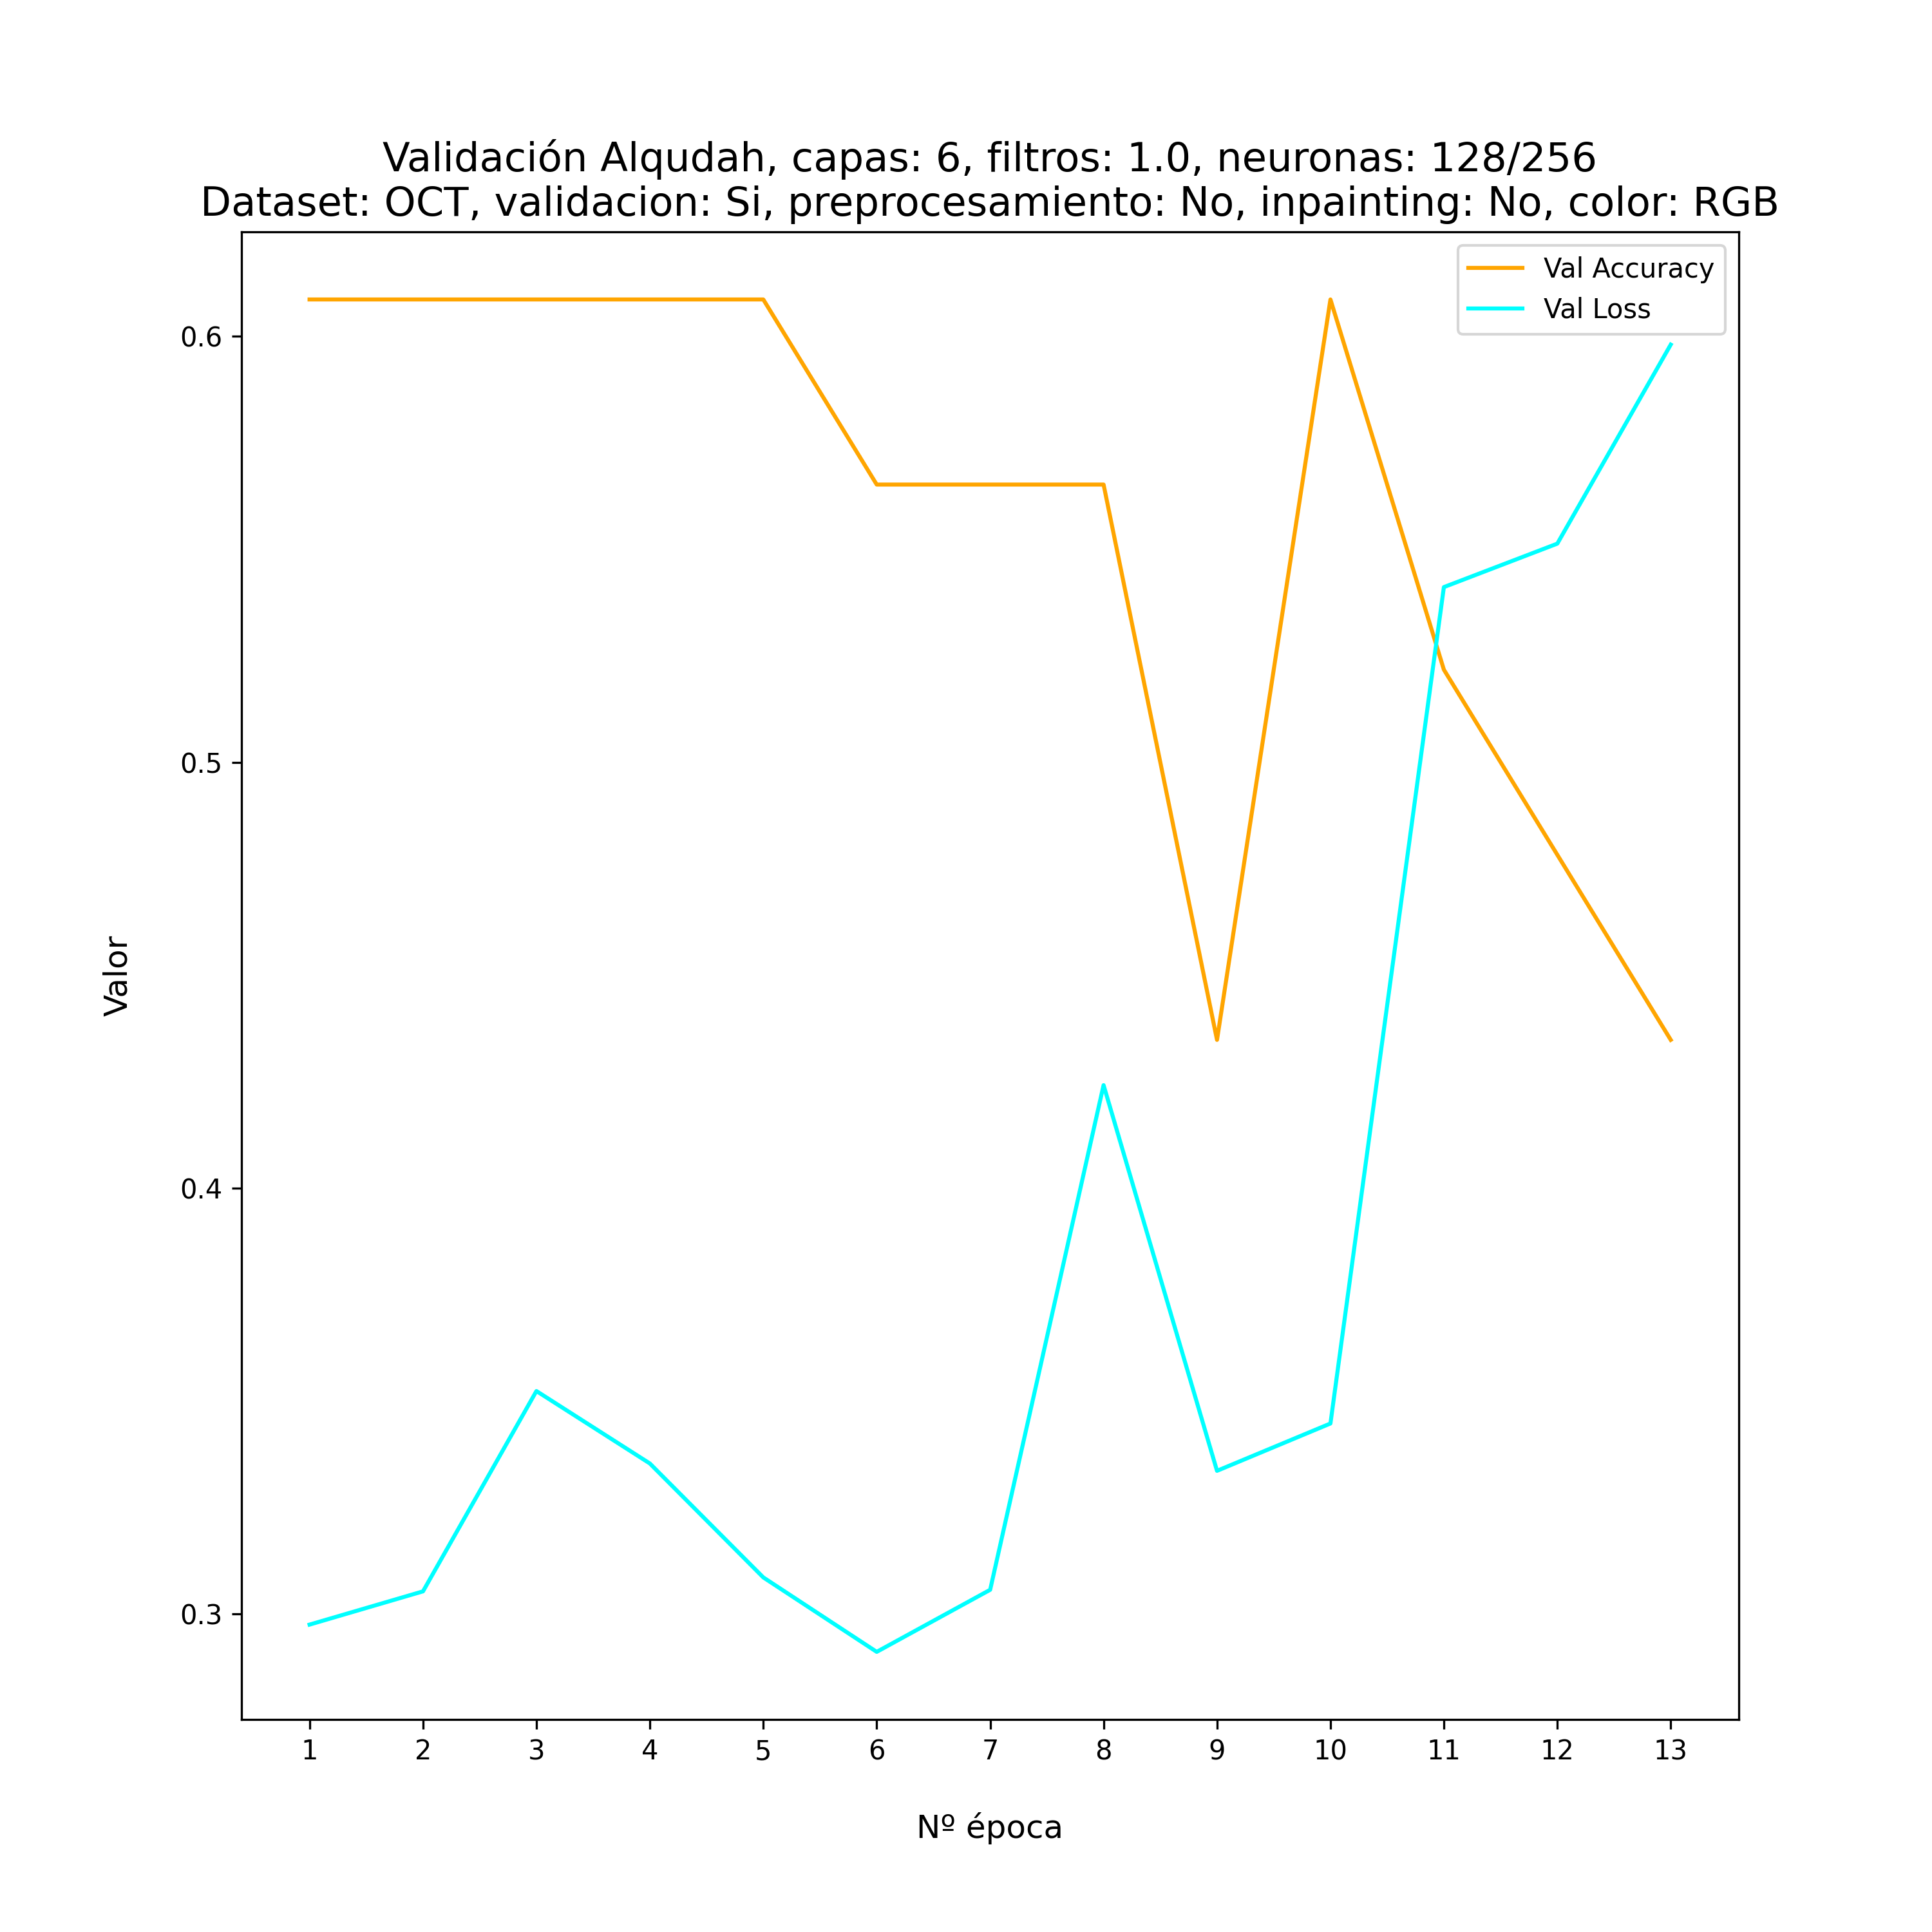 Validación Alqudah, capas: 6, filtros: 1.0, neuronas: 128/256
Dataset: OCT, validacion: Si, preprocesamiento: No, inpainting: No, color: RGB
Val Accuracy
Val Loss
0.6
0.5
0.4
0.3
Valor
1 2 3 4 5 6 7 8 9 10 11 12 13
Nº época